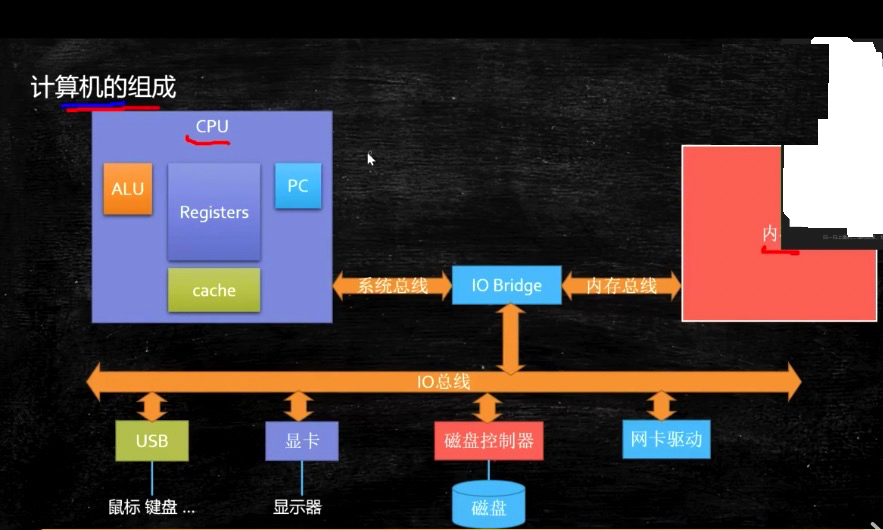 计算机的组成
CPU
ALU
Registers
PC
cache
系统总线
IO Bridge
内存总线
内
IO总线
USB
显卡
磁盘控制器
网卡驱动
鼠标 键盘 ...
显示器
磁盘